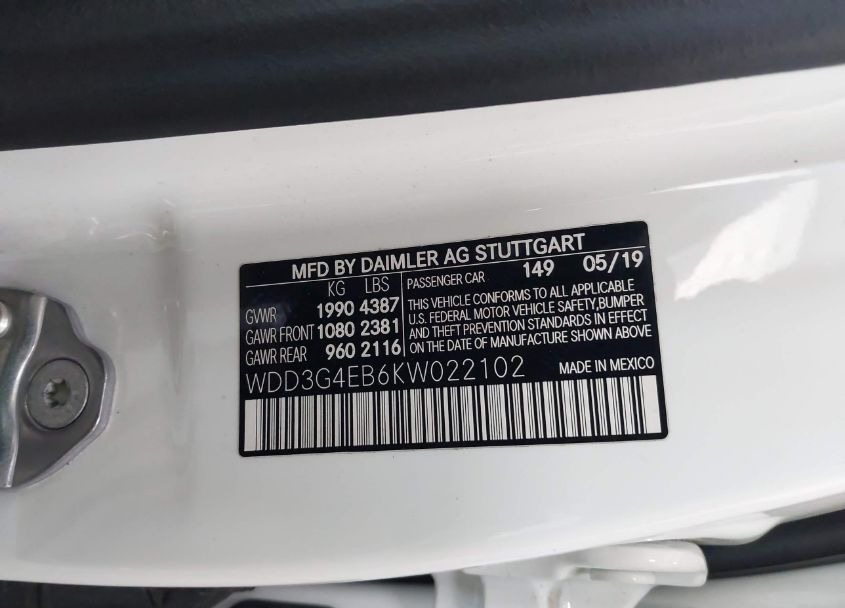 MFD BY DAIMLER AG STUTTGART
KG LBS
GVWR 1990 4387
GAWR FRONT 1080 2381
GAWR REAR 960 2116
PASSENGER CAR 149 05/19
THIS VEHICLE CONFORMS TO ALL APPLICABLE
U.S. FEDERAL MOTOR VEHICLE SAFETY,BUMPER
AND THEFT PREVENTION STANDARDS IN EFFECT
ON THE DATE OF MANUFACTURE SHOWN ABOVE
WDD3G4EB6KW022102
MADE IN MEXICO